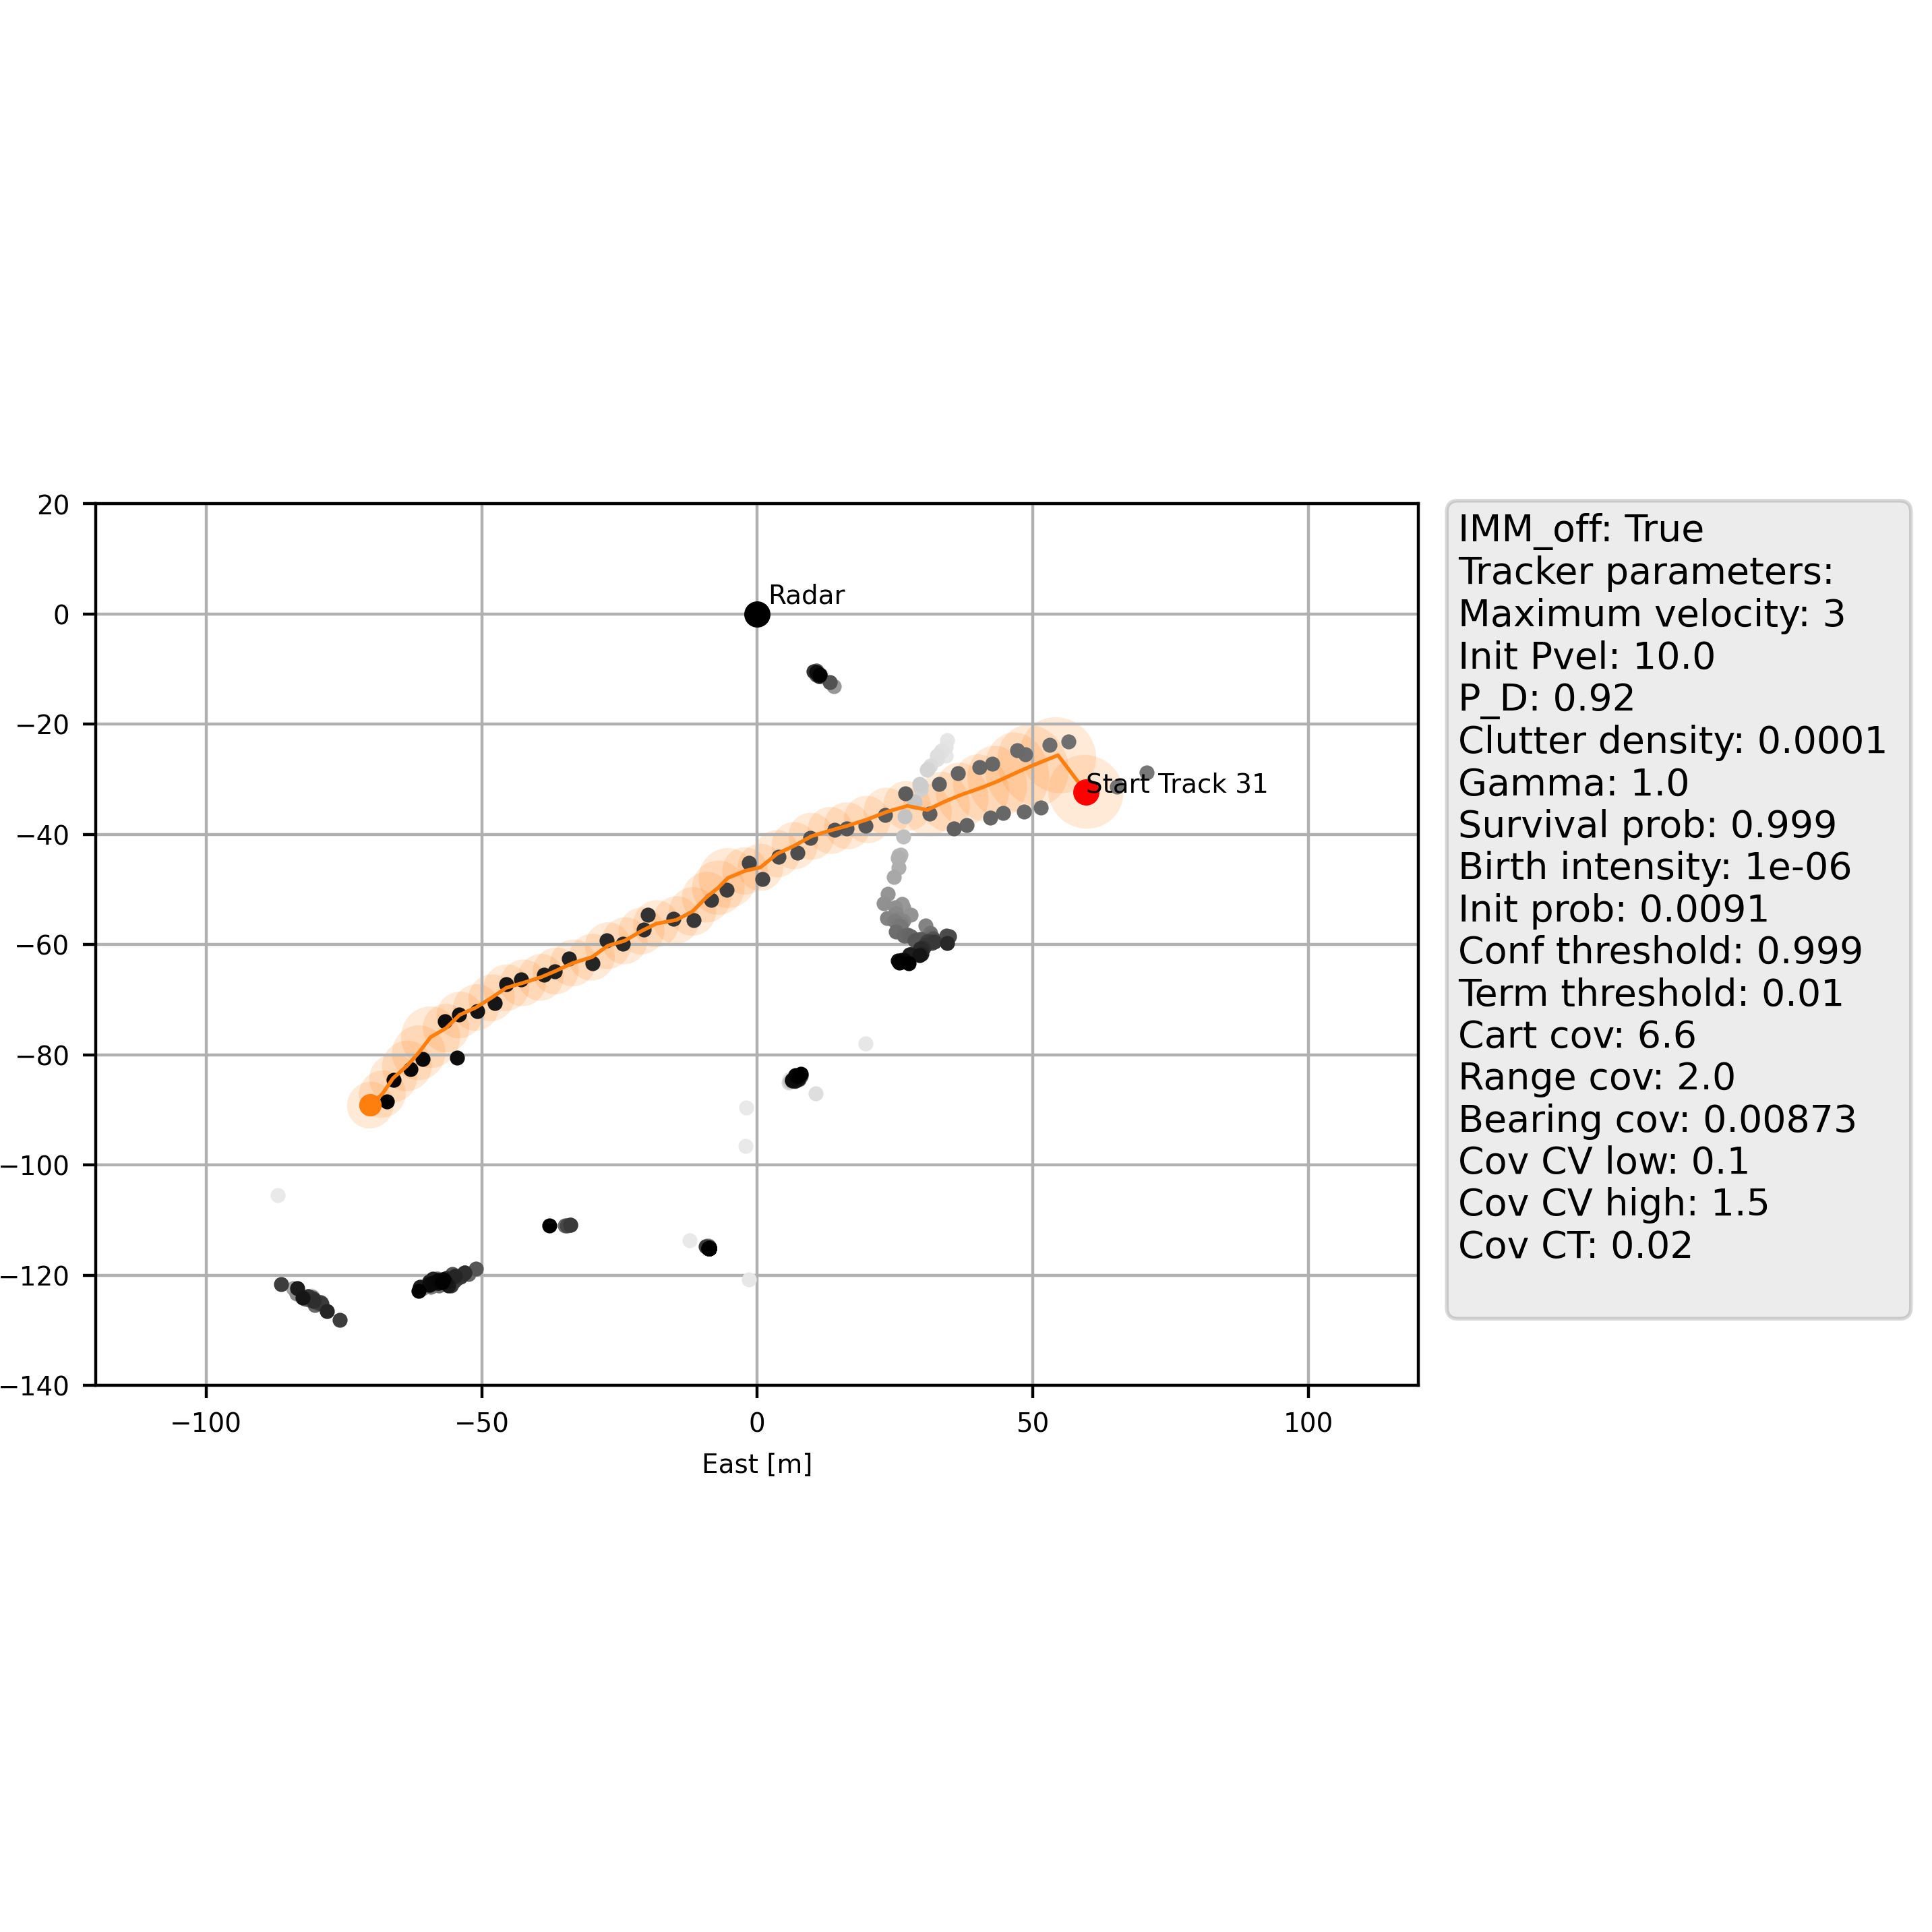 20
0
−20
−40
−60
−80
−100
−120
−140
−100
−50
0
50
100
East [m]
Radar
Start Track 31
IMM_off: True
Tracker parameters:
Maximum velocity: 3
Init Pvel: 10.0
P_D: 0.92
Clutter density: 0.0001
Gamma: 1.0
Survival prob: 0.999
Birth intensity: 1e-06
Init prob: 0.0091
Conf threshold: 0.999
Term threshold: 0.01
Cart cov: 6.6
Range cov: 2.0
Bearing cov: 0.00873
Cov CV low: 0.1
Cov CV high: 1.5
Cov CT: 0.02